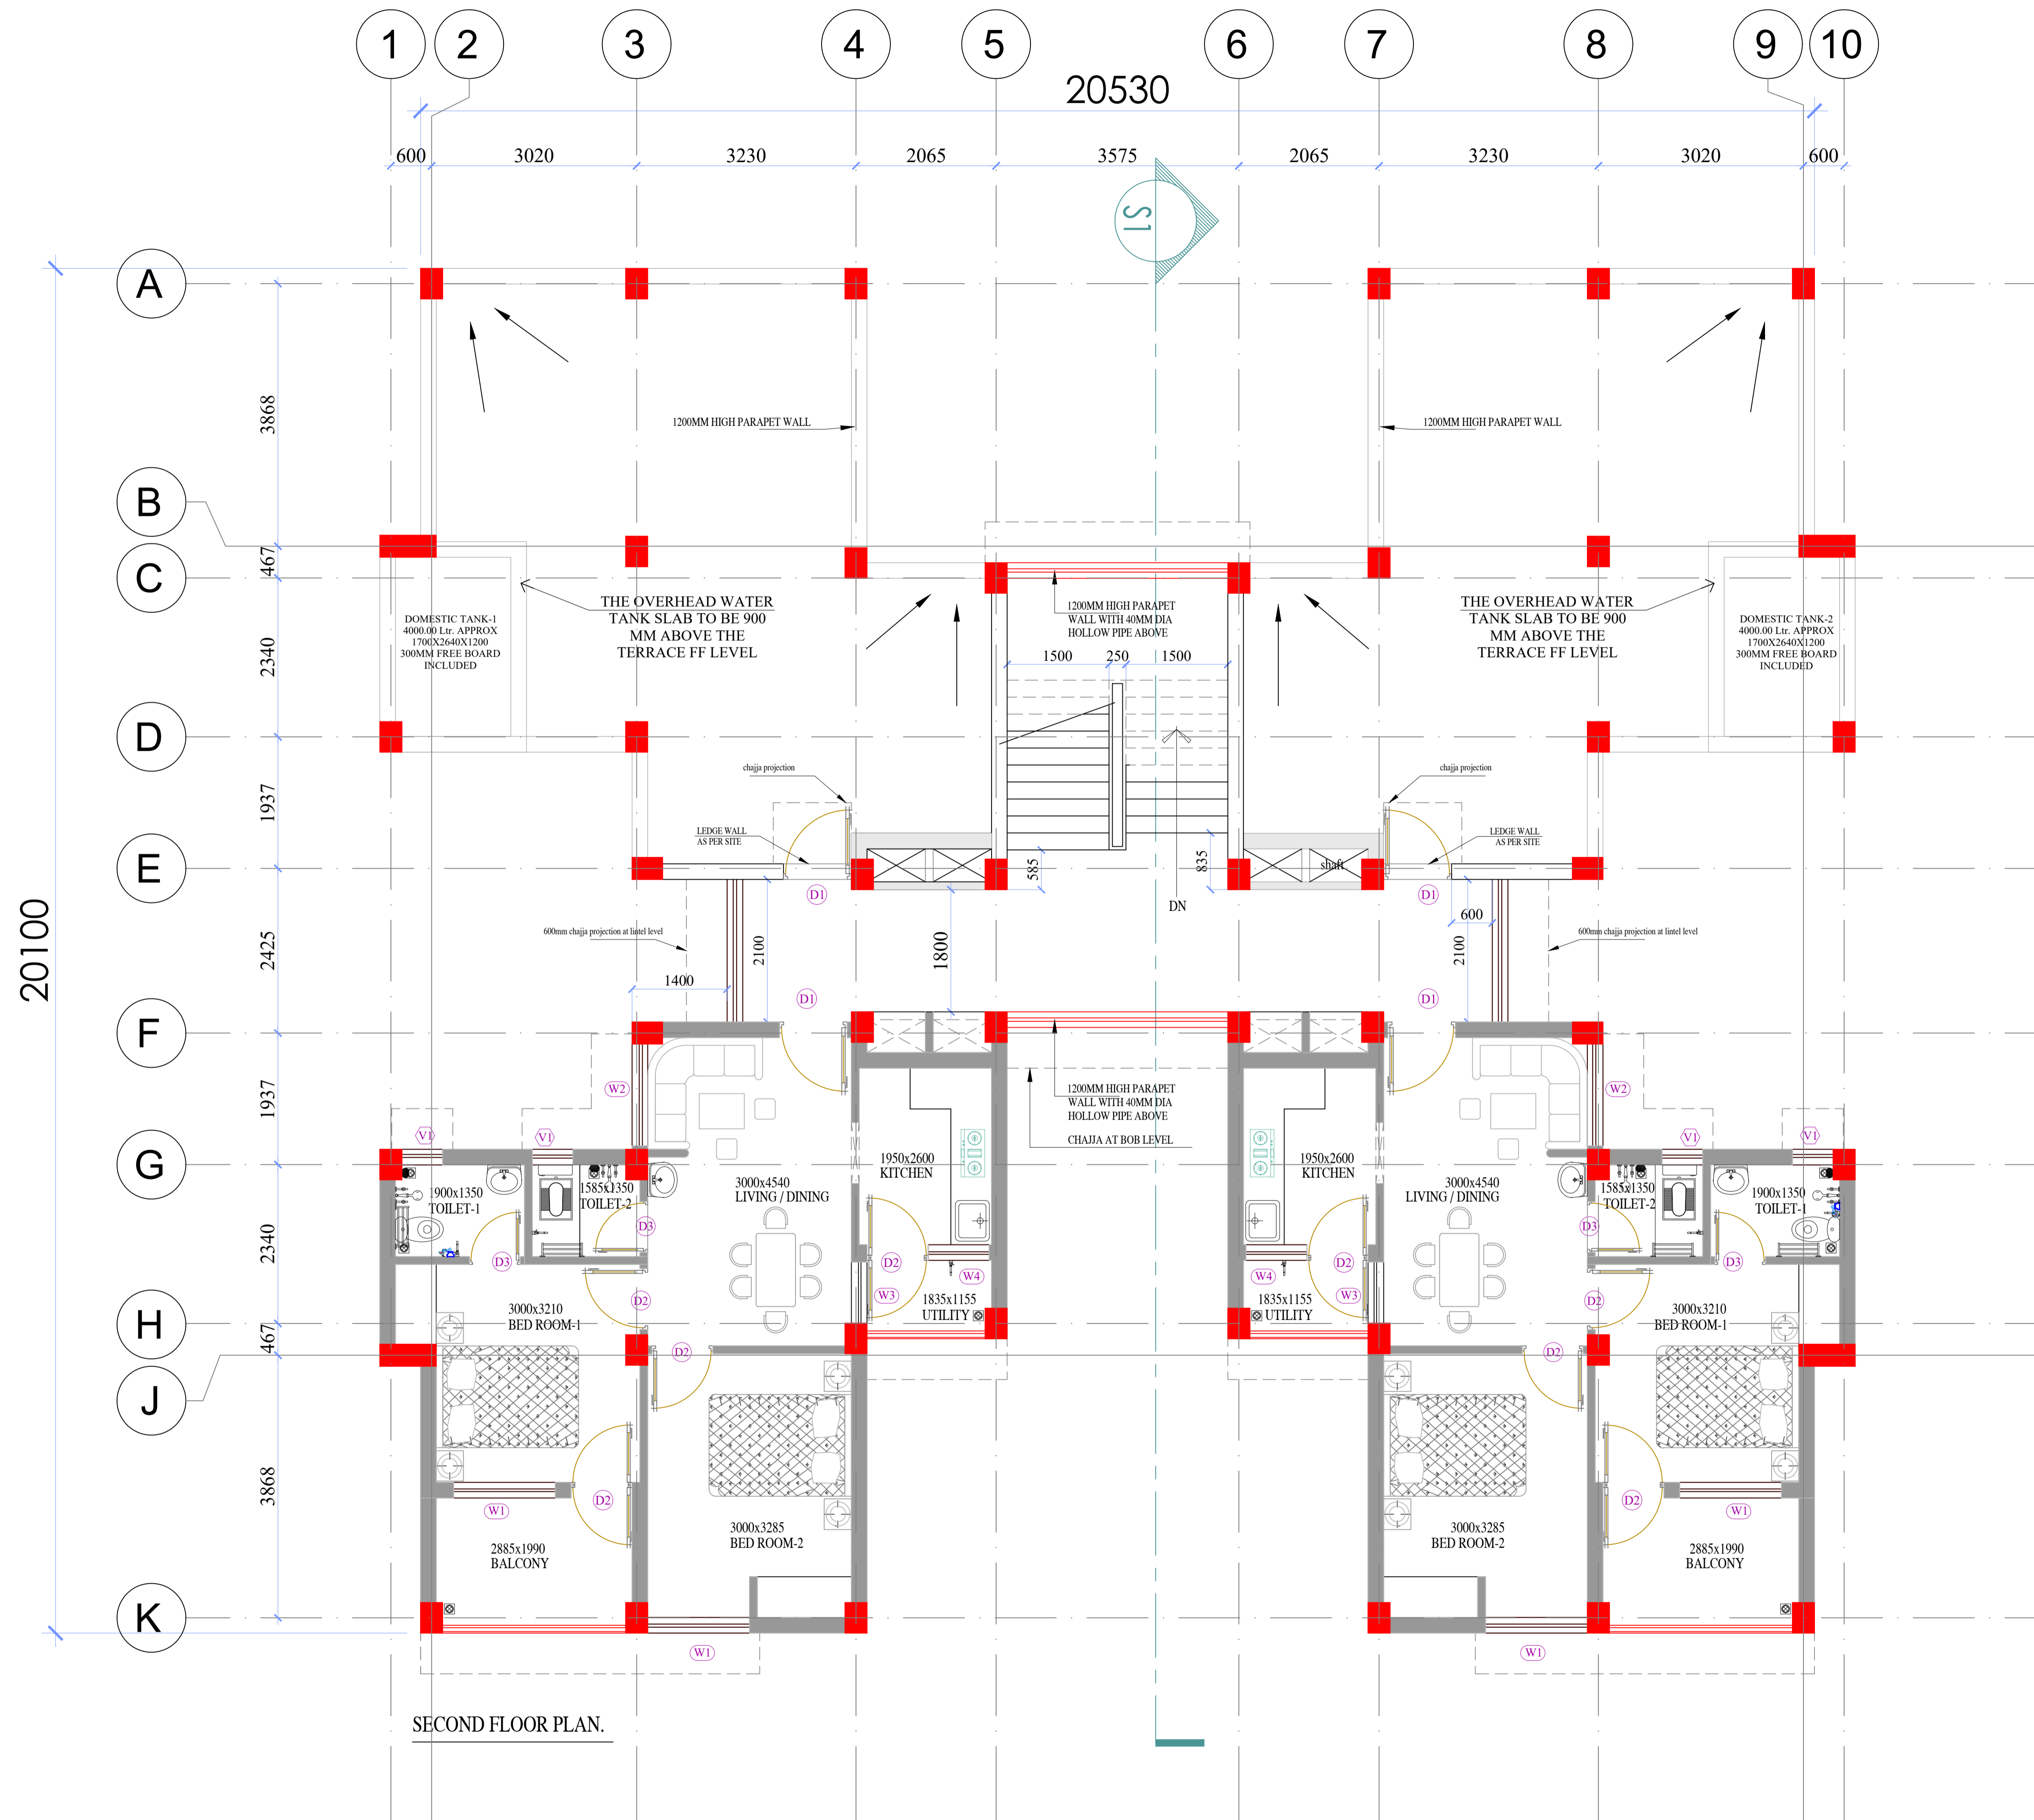 1 2 3 4 5 6 7 8 9 10
20530
600 3020 3230 2065 3575 2065 3230 3020 600
S1
A
B
C
D
E
F
G
H
J
K
20100
3868
467
2340
1937
2425
1937
2340
467
3868
1200MM HIGH PARAPET WALL
1200MM HIGH PARAPET WALL
DOMESTIC TANK-1
4000.00 Ltr. APPROX
1700X2640X1200
300MM FREE BOARD
INCLUDED
THE OVERHEAD WATER
TANK SLAB TO BE 900
MM ABOVE THE
TERRACE FF LEVEL
1200MM HIGH PARAPET
WALL WITH 40MM DIA
HOLLOW PIPE ABOVE
1500 250 1500
THE OVERHEAD WATER
TANK SLAB TO BE 900
MM ABOVE THE
TERRACE FF LEVEL
DOMESTIC TANK-2
4000.00 Ltr. APPROX
1700X2640X1200
300MM FREE BOARD
INCLUDED
chajja projection
chajja projection
LEDGE WALL
AS PER SITE
LEDGE WALL
AS PER SITE
585
835
shaft
D1
D1
DN
600
600mm chajja projection at lintel level
600mm chajja projection at lintel level
2100
1800
2100
1400
D1
D1
W2
W2
1200MM HIGH PARAPET
WALL WITH 40MM DIA
HOLLOW PIPE ABOVE
CHAJJA AT BOB LEVEL
V1
V1
V1
V1
1950x2600
KITCHEN
1950x2600
KITCHEN
1900x1350
TOILET-1
1585x1350
TOILET-2
3000x4540
LIVING / DINING
3000x4540
LIVING / DINING
1585x1350
TOILET-2
1900x1350
TOILET-1
D3
D3
D3
D3
D2
W4
W3
W4
D2
W3
1835x1155
UTILITY
1835x1155
UTILITY
3000x3210
BED ROOM-1
D2
D2
3000x3210
BED ROOM-1
D2
D2
D2
W1
D2
W1
3000x3285
BED ROOM-2
3000x3285
BED ROOM-2
2885x1990
BALCONY
2885x1990
BALCONY
W1
W1
SECOND FLOOR PLAN.